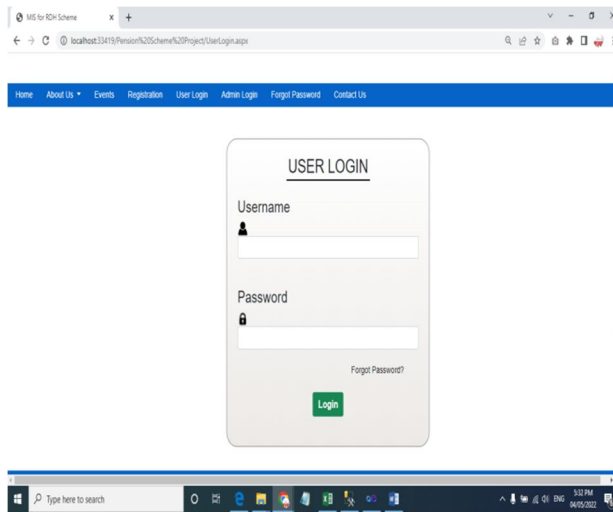 MIS for RDH Scheme
localhost:33419/Pension%20Scheme%20Project/UserLogin.aspx
Home About Us Events Registration User Login Admin Login Forgot Password Contact Us
USER LOGIN
Username
Password
Forgot Password?
Login
Type here to search
ENG
5:32 PM
04/05/2022